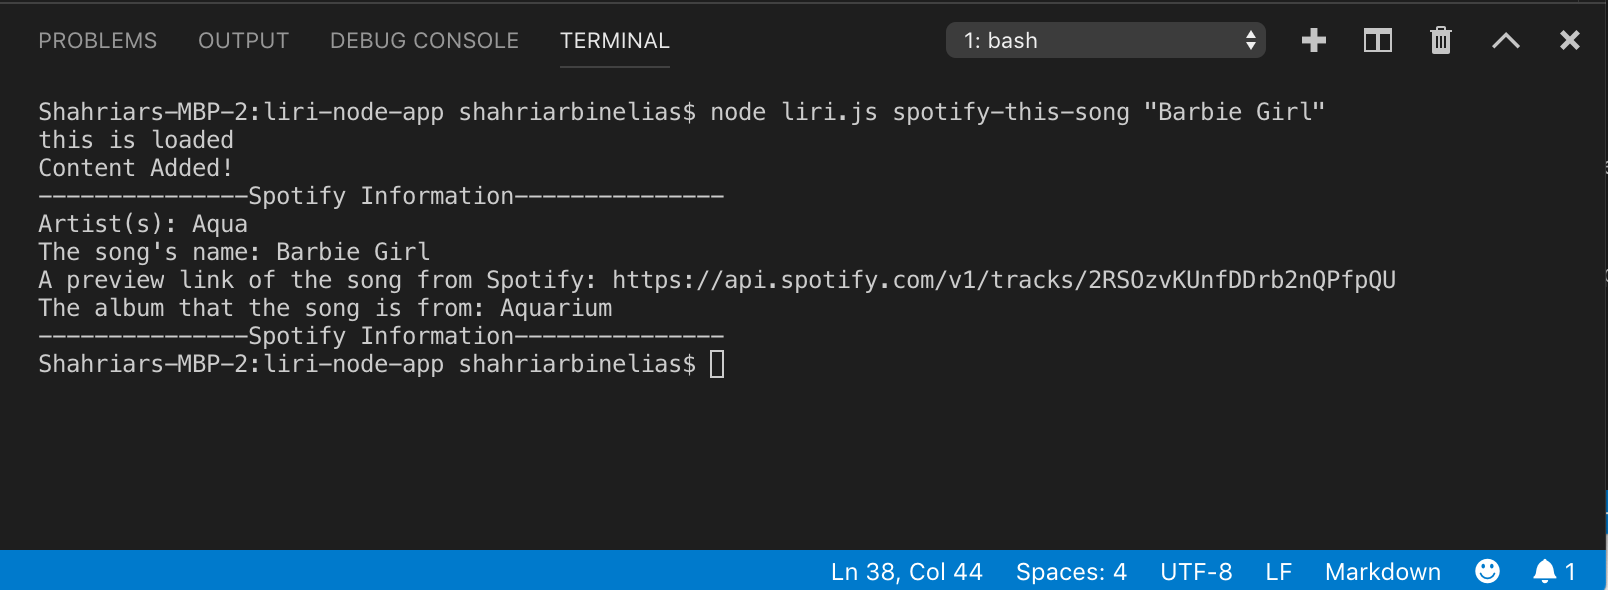 PROBLEMS OUTPUT DEBUG CONSOLE TERMINAL 1: bash
Shahriars-MBP-2:liri-node-app shahriarbinelias$ node liri.js spotify-this-song "Barbie Girl"
this is loaded
Content Added!
---------------Spotify Information---------------
Artist(s): Aqua
The song's name: Barbie Girl
A preview link of the song from Spotify: https://api.spotify.com/v1/tracks/2RSOzvKUnfDDrb2nQPfpQU
The album that the song is from: Aquarium
---------------Spotify Information---------------
Shahriars-MBP-2:liri-node-app shahriarbinelias$
Ln 38, Col 44 Spaces: 4 UTF-8 LF Markdown 1